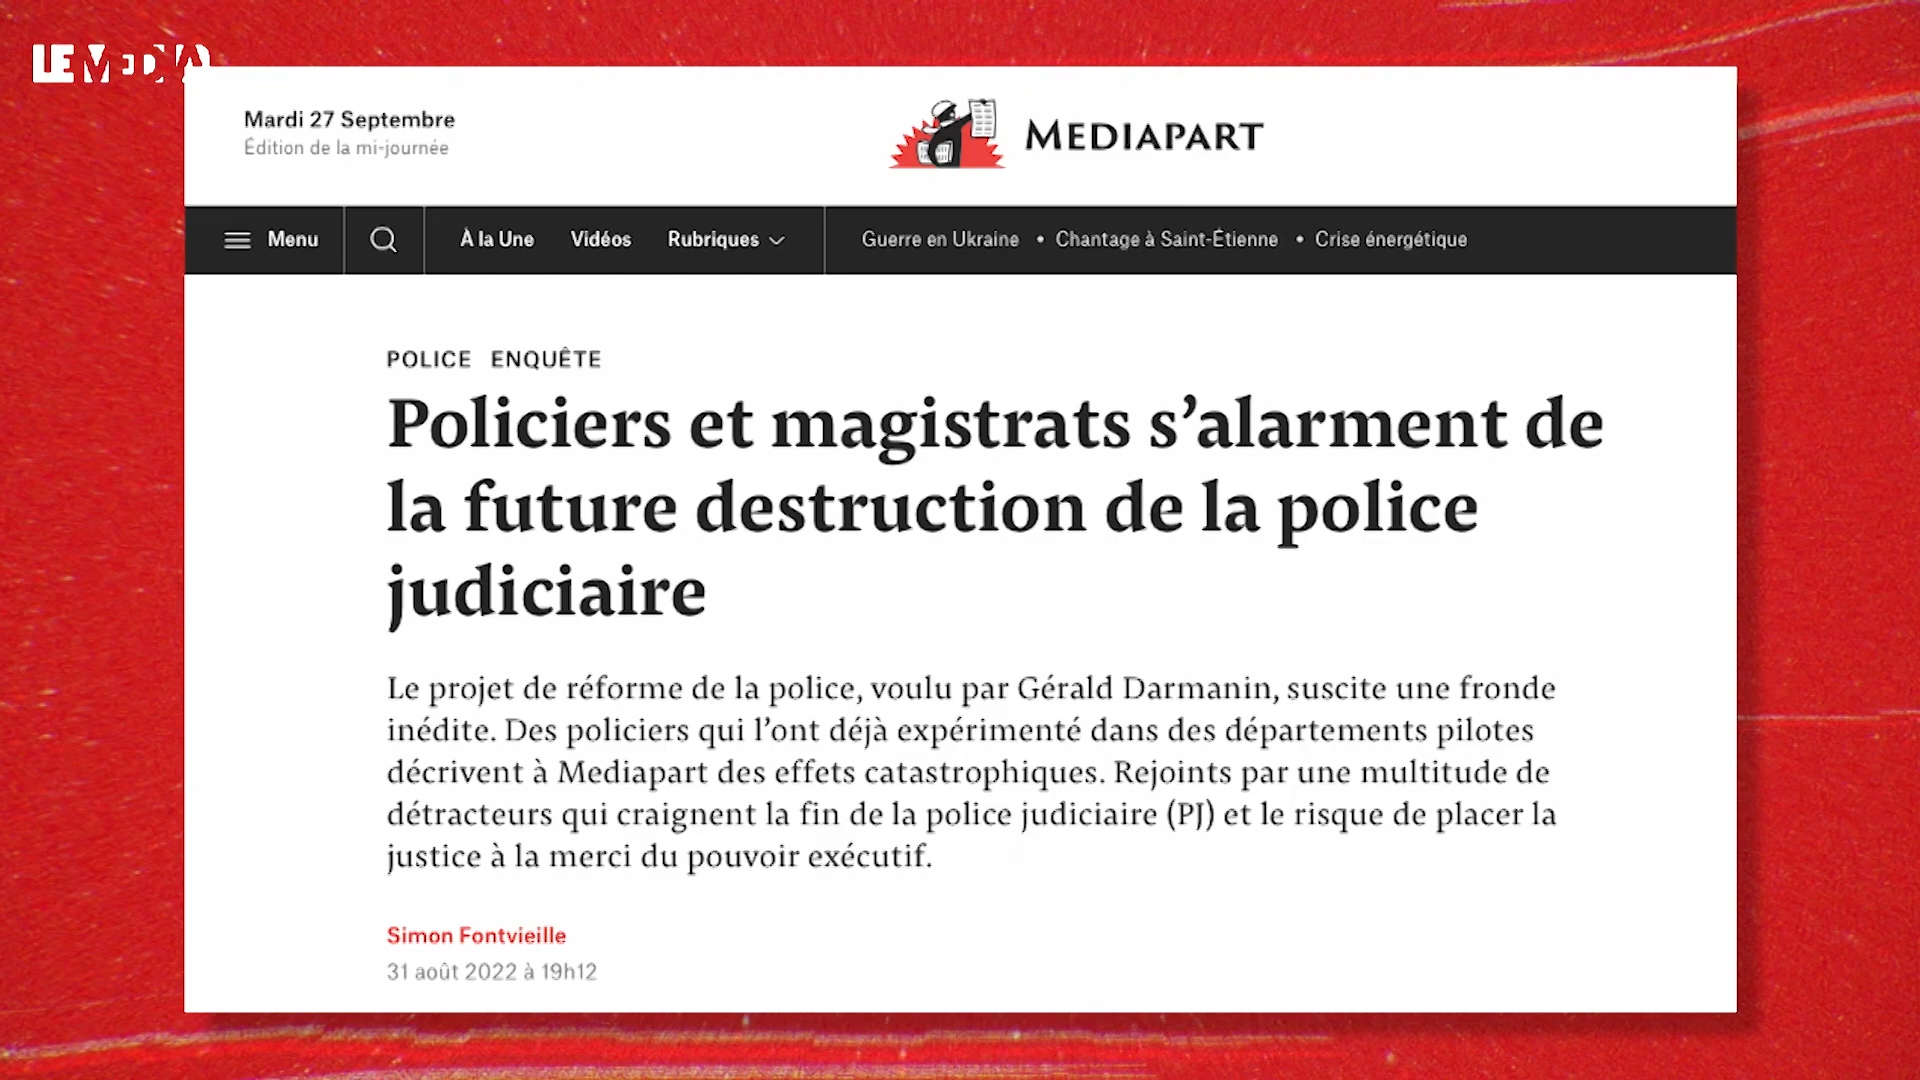 LE MEDIA
Mardi 27 Septembre
Édition de la mi-journée
MEDIAPART
Menu
À la Une
Vidéos
Rubriques
Guerre en Ukraine • Chantage à Saint-Étienne • Crise énergétique
POLICE ENQUÊTE
Policiers et magistrats s’alarment de
la future destruction de la police
judiciaire
Le projet de réforme de la police, voulu par Gérald Darmanin, suscite une fronde
inédite. Des policiers qui l’ont déjà expérimenté dans des départements pilotes
décrivent à Mediapart des effets catastrophiques. Rejoints par une multitude de
détracteurs qui craignent la fin de la police judiciaire (PJ) et le risque de placer la
justice à la merci du pouvoir exécutif.
Simon Fontvieille
31 août 2022 à 19h12